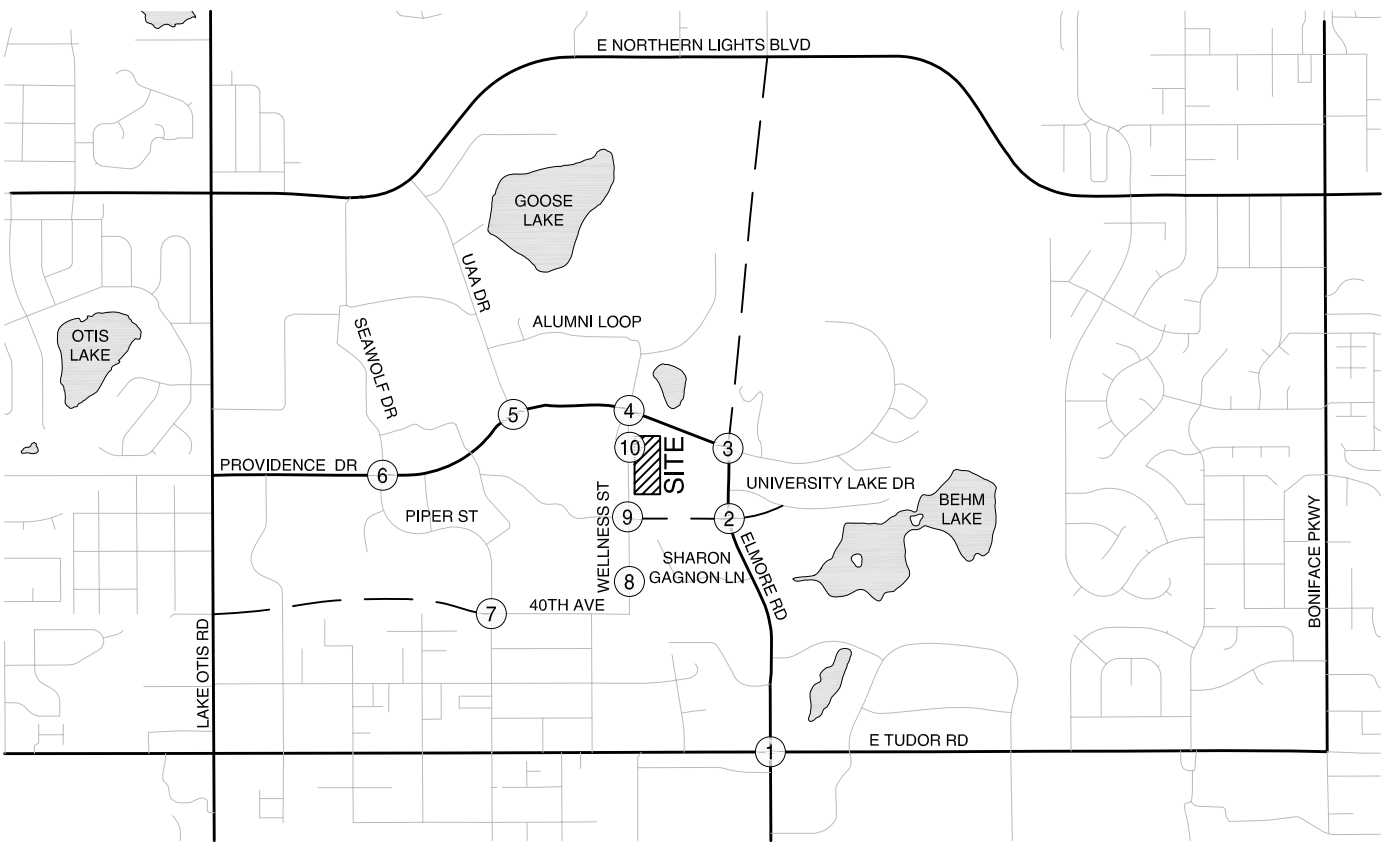 E NORTHERN LIGHTS BLVD
GOOSE
LAKE
UAA DR
ALUMNI LOOP
OTIS
LAKE
SEAWOLF DR
5
4
10
3
SITE
PROVIDENCE DR
6
UNIVERSITY LAKE DR
BEHM
LAKE
PIPER ST
WELLNESS ST
9
2
ELMORE RD
SHARON
GAGNON LN
8
BONIFACE PKWY
40TH AVE
7
LAKE OTIS RD
E TUDOR RD
1